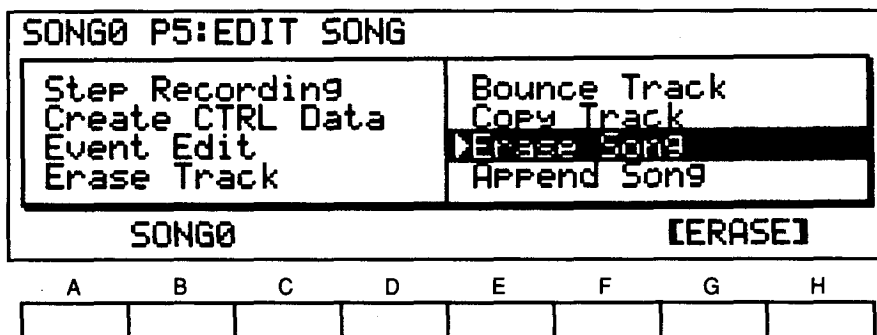 SONG0 P5:EDIT SONG
Step Recording
Create CTRL Data
Event Edit
Erase Track
Bounce Track
Copy Track
▶Erase Song
Append Song
SONG0 [ERASE]
A B C D E F G H